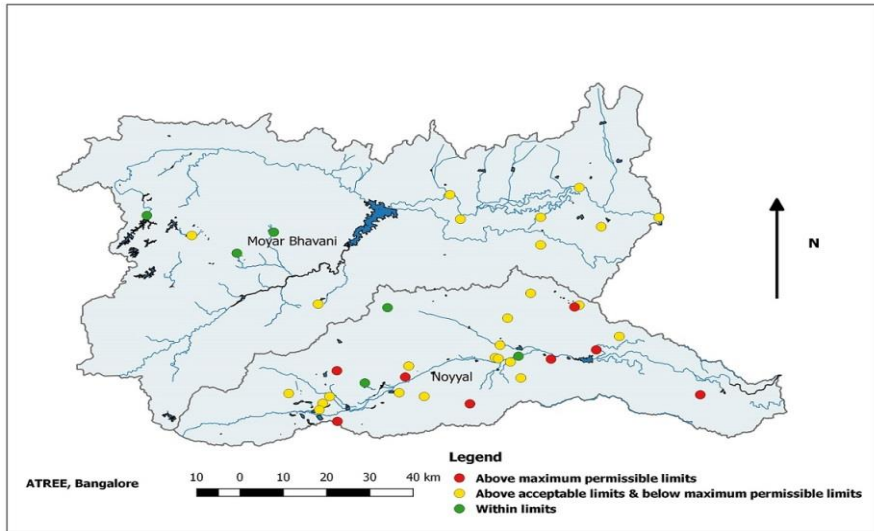 Moyar Bhavani
N
Noyyal
Legend
Above maximum permissible limits
Above acceptable limits & below maximum permissible limits
Within limits
ATREE, Bangalore
10 0 10 20 30 40 km